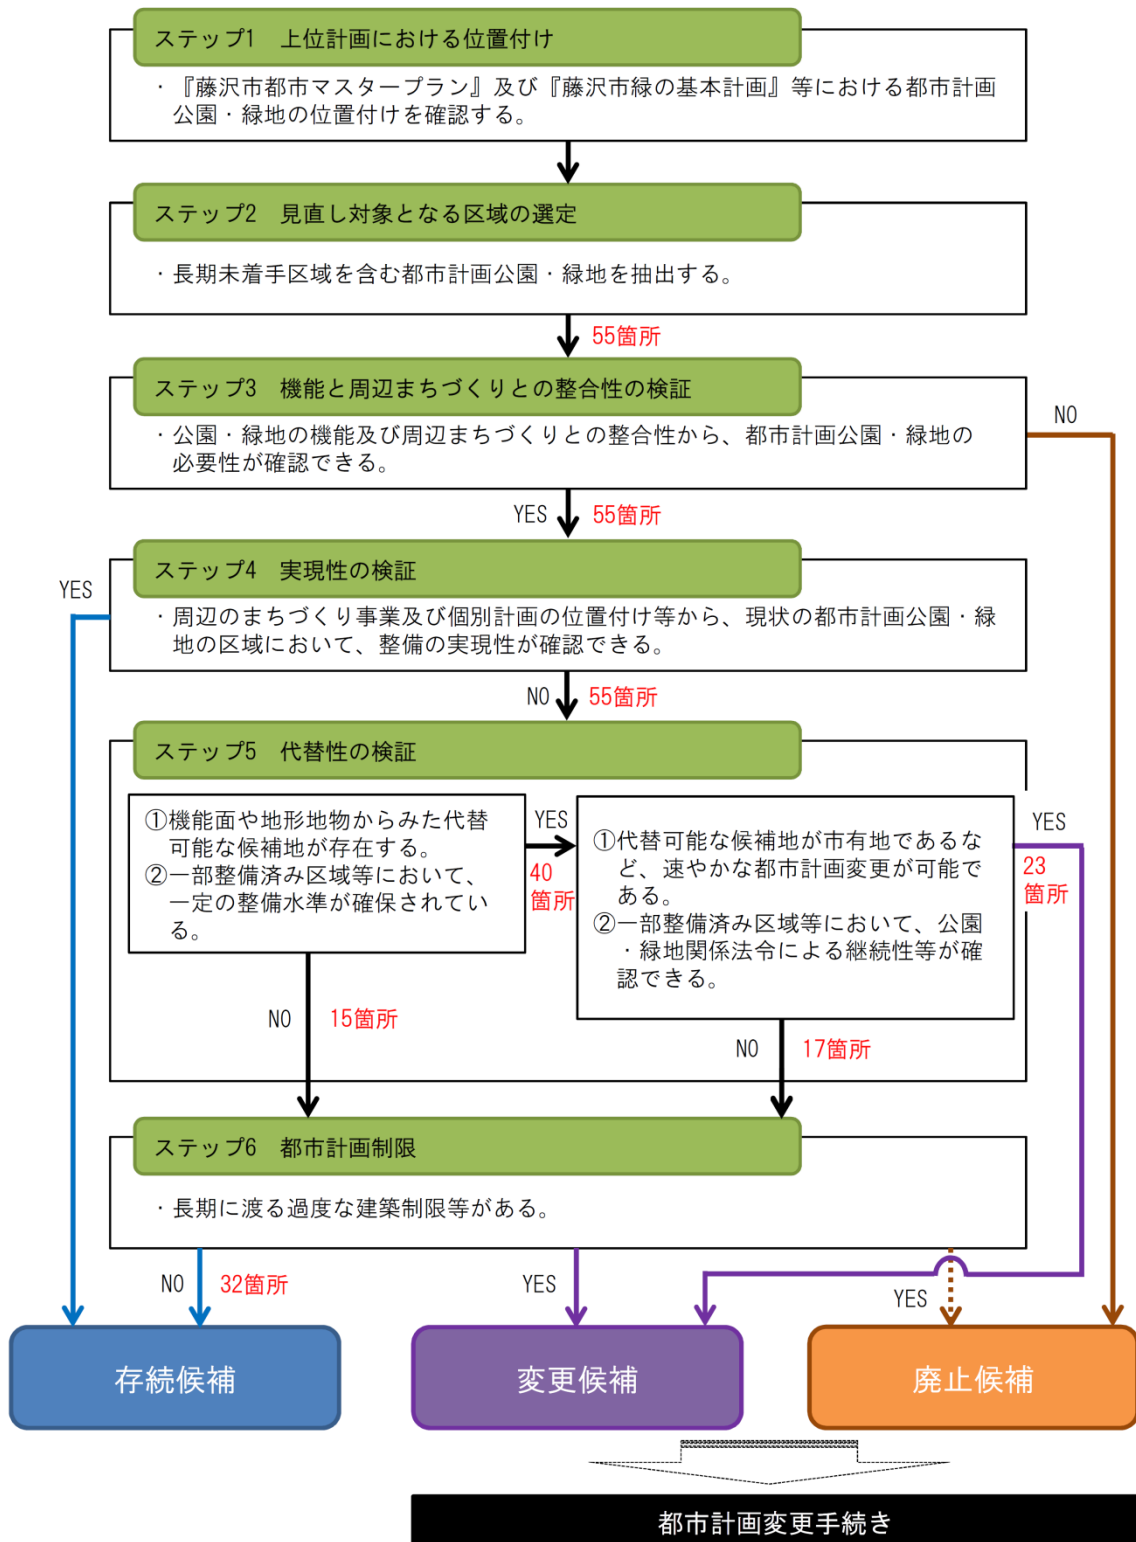 ステップ1　上位計画における位置付け
・『藤沢市都市マスタープラン』及び『藤沢市緑の基本計画』等における都市計画
公園・緑地の位置付けを確認する。
ステップ2　見直し対象となる区域の選定
・長期未着手区域を含む都市計画公園・緑地を抽出する。
55箇所
ステップ3　機能と周辺まちづくりとの整合性の検証
NO
・公園・緑地の機能及び周辺まちづくりとの整合性から、都市計画公園・緑地の
必要性が確認できる。
YES
55箇所
ステップ4　実現性の検証
YES
・周辺のまちづくり事業及び個別計画の位置付け等から、現状の都市計画公園・緑
地の区域において、整備の実現性が確認できる。
NO
55箇所
ステップ5　代替性の検証
①機能面や地形地物からみた代替
可能な候補地が存在する。
②一部整備済み区域等において、
一定の整備水準が確保されてい
る。
YES
40
箇所
①代替可能な候補地が市有地であるな
ど、速やかな都市計画変更が可能で
ある。
②一部整備済み区域等において、公園
・緑地関係法令による継続性等が確
認できる。
YES
23
箇所
NO
15箇所
NO
17箇所
ステップ6　都市計画制限
・長期に渡る過度な建築制限等がある。
NO
32箇所
YES
YES
存続候補
変更候補
廃止候補
都市計画変更手続き